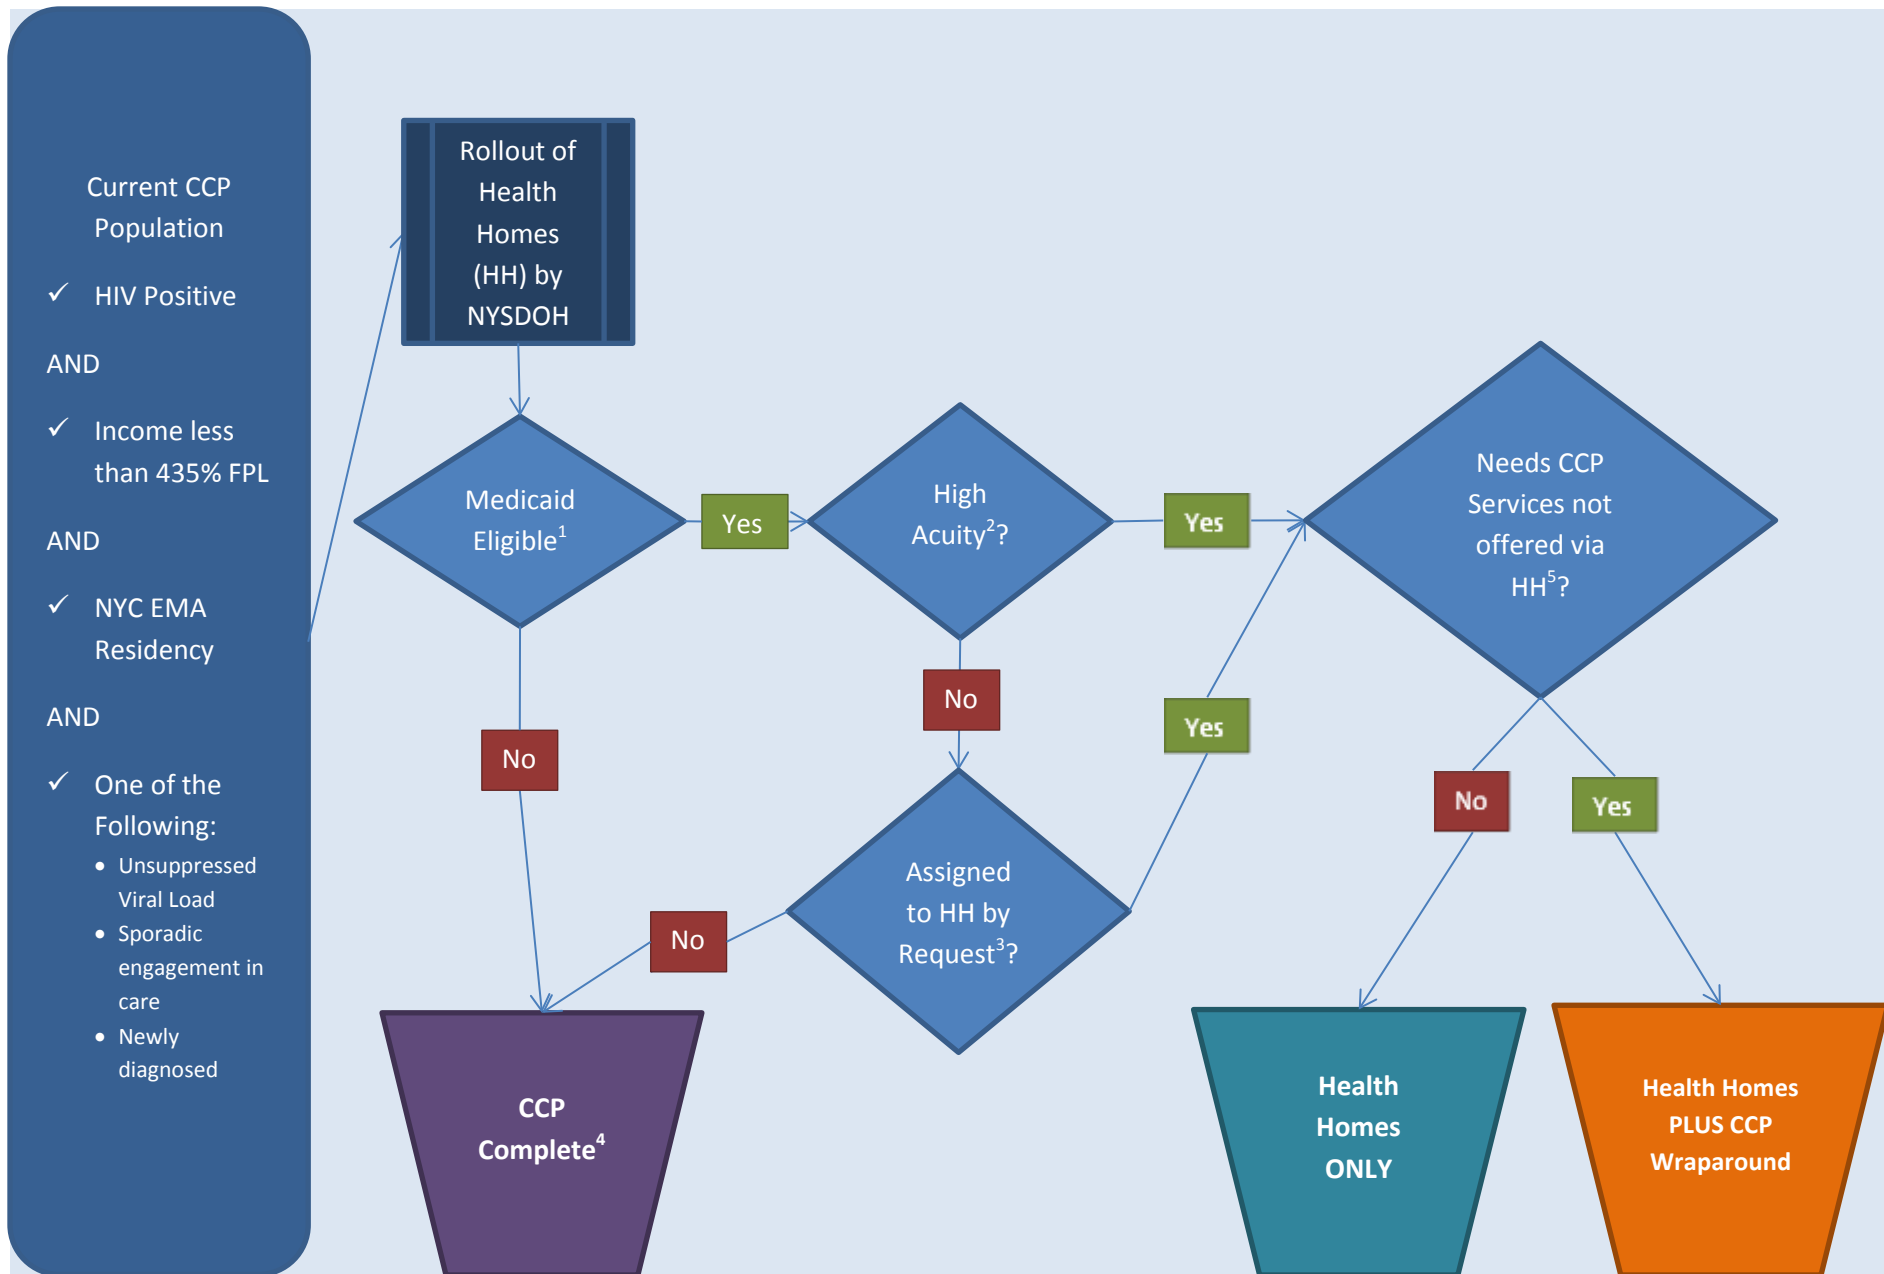 Current CCP
Population
✓ HIV Positive
AND
✓ Income less
than 435% FPL
AND
✓ NYC EMA
Residency
AND
✓ One of the
Following:
• Unsuppressed
Viral Load
• Sporadic
engagement in
care
• Newly
diagnosed
Rollout of
Health
Homes
(HH) by
NYSDOH
Medicaid
Eligible¹
Yes
High
Acuity²?
Yes
Needs CCP
Services not
offered via
HH⁵?
No
No
Yes
Assigned
to HH by
Request³?
No
No
Yes
CCP
Complete⁴
Health
Homes
ONLY
Health Homes
PLUS CCP
Wraparound